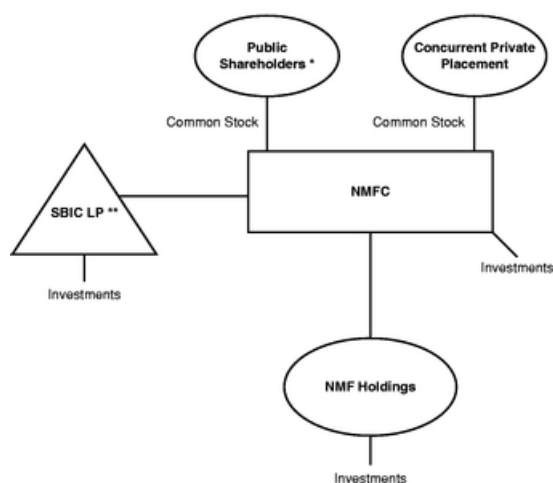 Public
Shareholders *
Concurrent Private
Placement
Common Stock
Common Stock
NMFC
SBIC LP **
Investments
Investments
NMF Holdings
Investments